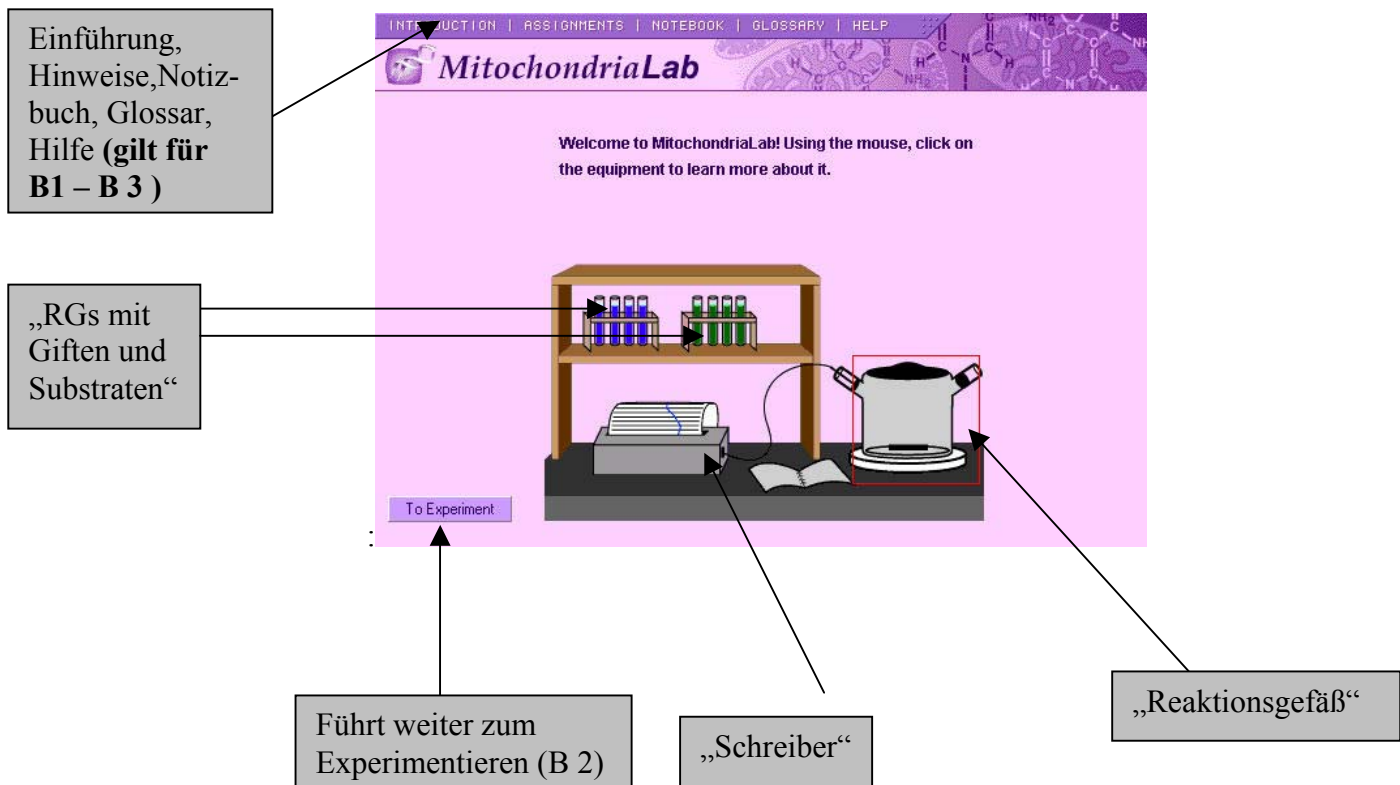 Einführung,
Hinweise,Notiz-
buch, Glossar,
Hilfe (gilt für
B1 – B 3 )
INTRODUCTION | ASSIGNMENTS | NOTEBOOK | GLOSSARY | HELP
MitochondriaLab
Welcome to MitochondriaLab! Using the mouse, click on
the equipment to learn more about it.
„RGs mit
Giften und
Substraten“
To Experiment
:
Führt weiter zum
Experimentieren (B 2)
„Schreiber“
„Reaktionsgefäß“